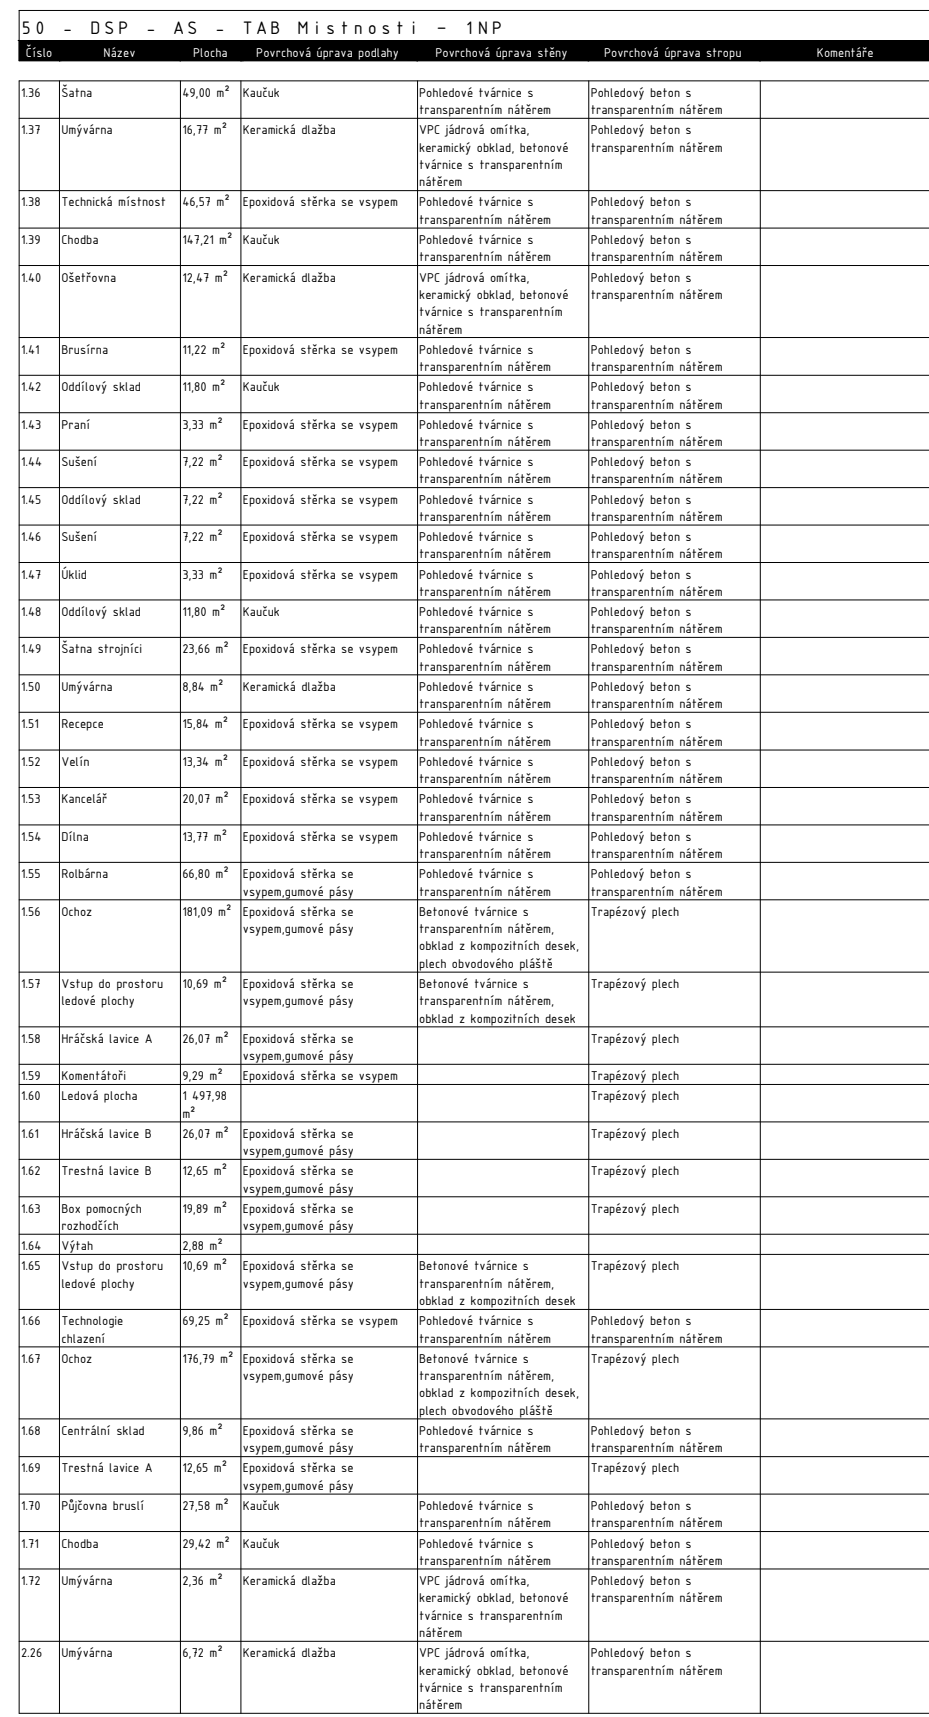 50 - DSP - AS - TAB Místnosti - 1NP
Číslo Název Plocha Povrchová úprava podlahy Povrchová úprava stěny Povrchová úprava stropu Komentáře
1.36 Šatna 49,00 m² Kaučuk Pohledové tvárnice s Pohledový beton s
transparentním nátěrem transparentním nátěrem
1.37 Umývárna 16,77 m² Keramická dlažba VPC jádrová omítka, Pohledový beton s
keramický obklad, betonové transparentním nátěrem
tvárnice s transparentním
nátěrem
1.38 Technická místnost 46,57 m² Epoxidová stěrka se vsypem Pohledové tvárnice s Pohledový beton s
transparentním nátěrem transparentním nátěrem
1.39 Chodba 147,21 m² Kaučuk Pohledové tvárnice s Pohledový beton s
transparentním nátěrem transparentním nátěrem
1.40 Ošetřovna 12,47 m² Keramická dlažba VPC jádrová omítka, Pohledový beton s
keramický obklad, betonové transparentním nátěrem
tvárnice s transparentním
nátěrem
1.41 Brusírna 11,22 m² Epoxidová stěrka se vsypem Pohledové tvárnice s Pohledový beton s
transparentním nátěrem transparentním nátěrem
1.42 Oddílový sklad 11,80 m² Kaučuk Pohledové tvárnice s Pohledový beton s
transparentním nátěrem transparentním nátěrem
1.43 Praní 3,33 m² Epoxidová stěrka se vsypem Pohledové tvárnice s Pohledový beton s
transparentním nátěrem transparentním nátěrem
1.44 Sušení 7,22 m² Epoxidová stěrka se vsypem Pohledové tvárnice s Pohledový beton s
transparentním nátěrem transparentním nátěrem
1.45 Oddílový sklad 7,22 m² Epoxidová stěrka se vsypem Pohledové tvárnice s Pohledový beton s
transparentním nátěrem transparentním nátěrem
1.46 Sušení 7,22 m² Epoxidová stěrka se vsypem Pohledové tvárnice s Pohledový beton s
transparentním nátěrem transparentním nátěrem
1.47 Úklid 3,33 m² Epoxidová stěrka se vsypem Pohledové tvárnice s Pohledový beton s
transparentním nátěrem transparentním nátěrem
1.48 Oddílový sklad 11,80 m² Kaučuk Pohledové tvárnice s Pohledový beton s
transparentním nátěrem transparentním nátěrem
1.49 Šatna strojníci 23,66 m² Epoxidová stěrka se vsypem Pohledové tvárnice s Pohledový beton s
transparentním nátěrem transparentním nátěrem
1.50 Umývárna 8,84 m² Keramická dlažba Pohledové tvárnice s Pohledový beton s
transparentním nátěrem transparentním nátěrem
1.51 Recepce 15,84 m² Epoxidová stěrka se vsypem Pohledové tvárnice s Pohledový beton s
transparentním nátěrem transparentním nátěrem
1.52 Velín 13,34 m² Epoxidová stěrka se vsypem Pohledové tvárnice s Pohledový beton s
transparentním nátěrem transparentním nátěrem
1.53 Kancelář 20,07 m² Epoxidová stěrka se vsypem Pohledové tvárnice s Pohledový beton s
transparentním nátěrem transparentním nátěrem
1.54 Dílna 13,77 m² Epoxidová stěrka se vsypem Pohledové tvárnice s Pohledový beton s
transparentním nátěrem transparentním nátěrem
1.55 Rolbárna 66,80 m² Epoxidová stěrka se Pohledové tvárnice s Pohledový beton s
vsypem,gumové pásy transparentním nátěrem transparentním nátěrem
1.56 Ochoz 181,09 m² Epoxidová stěrka se Betonové tvárnice s Trapézový plech
vsypem,gumové pásy transparentním nátěrem,
obklad z kompozitních desek,
plech obvodového pláště
1.57 Vstup do prostoru 10,69 m² Epoxidová stěrka se Betonové tvárnice s Trapézový plech
ledové plochy vsypem,gumové pásy transparentním nátěrem,
obklad z kompozitních desek
1.58 Hráčská lavice A 26,07 m² Epoxidová stěrka se Trapézový plech
vsypem,gumové pásy
1.59 Komentátoři 9,29 m² Epoxidová stěrka se vsypem Trapézový plech
1.60 Ledová plocha 1 497,98 Trapézový plech
m²
1.61 Hráčská lavice B 26,07 m² Epoxidová stěrka se Trapézový plech
vsypem,gumové pásy
1.62 Trestná lavice B 12,65 m² Epoxidová stěrka se Trapézový plech
vsypem,gumové pásy
1.63 Box pomocných 19,89 m² Epoxidová stěrka se Trapézový plech
rozhodčích vsypem,gumové pásy
1.64 Výtah 2,88 m²
1.65 Vstup do prostoru 10,69 m² Epoxidová stěrka se Betonové tvárnice s Trapézový plech
ledové plochy vsypem,gumové pásy transparentním nátěrem,
obklad z kompozitních desek
1.66 Technologie 69,25 m² Epoxidová stěrka se vsypem Pohledové tvárnice s Pohledový beton s
chlazení transparentním nátěrem transparentním nátěrem
1.67 Ochoz 176,79 m² Epoxidová stěrka se Betonové tvárnice s Trapézový plech
vsypem,gumové pásy transparentním nátěrem,
obklad z kompozitních desek,
plech obvodového pláště
1.68 Centrální sklad 9,86 m² Epoxidová stěrka se Pohledové tvárnice s Pohledový beton s
vsypem,gumové pásy transparentním nátěrem transparentním nátěrem
1.69 Trestná lavice A 12,65 m² Epoxidová stěrka se Trapézový plech
vsypem,gumové pásy
1.70 Půjčovna bruslí 27,58 m² Kaučuk Pohledové tvárnice s Pohledový beton s
transparentním nátěrem transparentním nátěrem
1.71 Chodba 29,42 m² Kaučuk Pohledové tvárnice s Pohledový beton s
transparentním nátěrem transparentním nátěrem
1.72 Umývárna 2,36 m² Keramická dlažba VPC jádrová omítka, Pohledový beton s
keramický obklad, betonové transparentním nátěrem
tvárnice s transparentním
nátěrem
2.26 Umývárna 6,72 m² Keramická dlažba VPC jádrová omítka, Pohledový beton s
keramický obklad, betonové transparentním nátěrem
tvárnice s transparentním
nátěrem